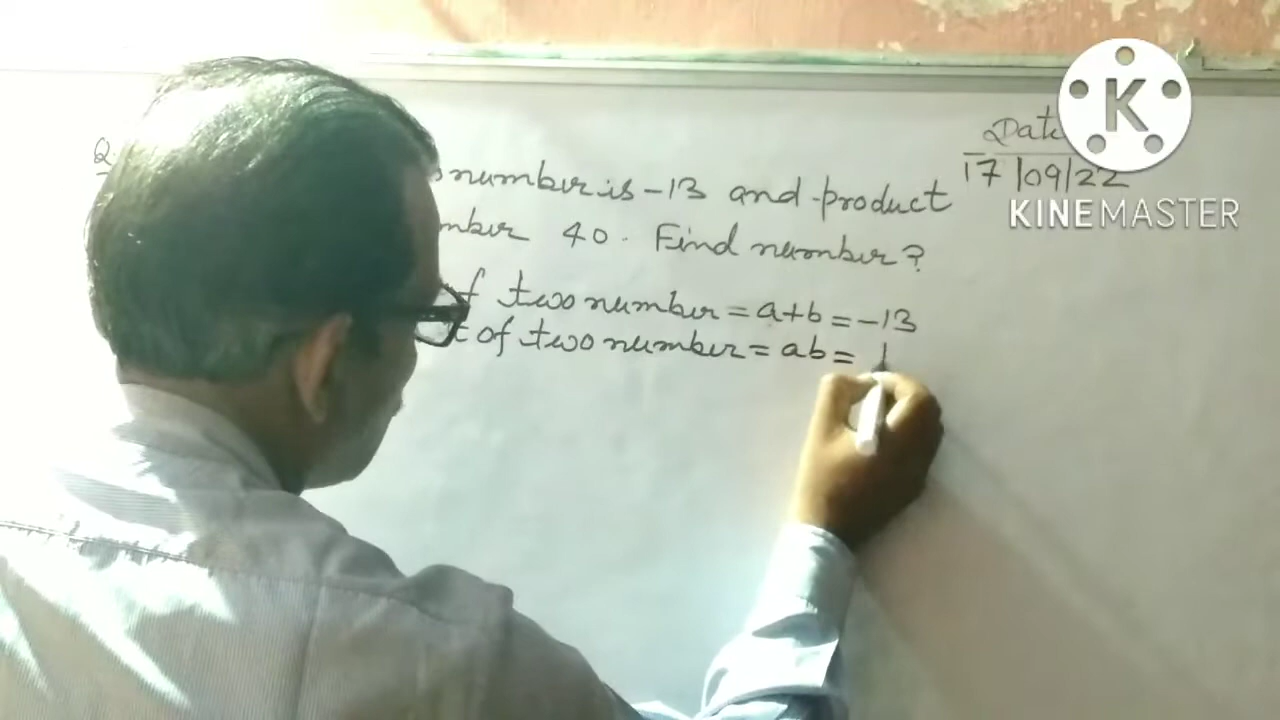 Q
number is -13 and product
40. Find number?
of two number = a+b = -13
of two number = ab =
Date
17/09/22
K
KINEMASTER